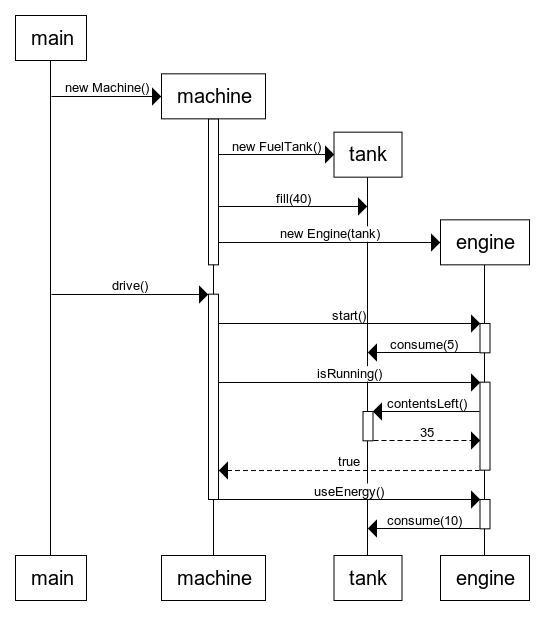 main
new Machine()
machine
new FuelTank()
tank
fill(40)
new Engine(tank)
engine
drive()
start()
consume(5)
isRunning()
contentsLeft()
35
true
useEnergy()
consume(10)
main
machine
tank
engine